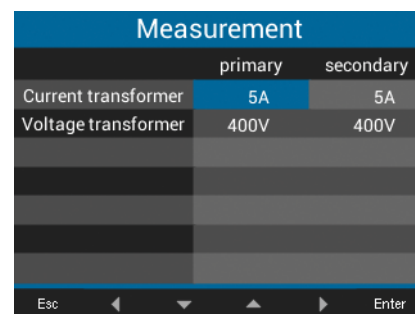 Measurement
primary secondary
Current transformer 5A 5A
Voltage transformer 400V 400V
Esc Enter